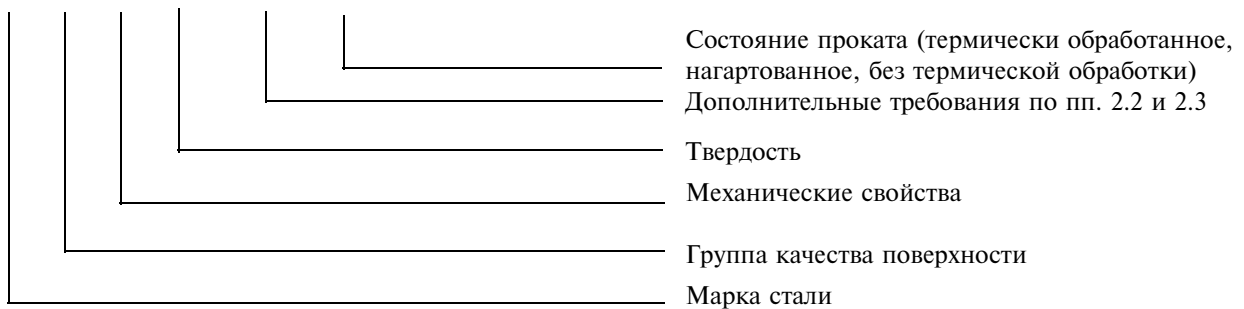 Состояние проката (термически обработанное,
нагартованное, без термической обработки)
Дополнительные требования по пп. 2.2 и 2.3
Твердость
Механические свойства
Группа качества поверхности
Марка стали